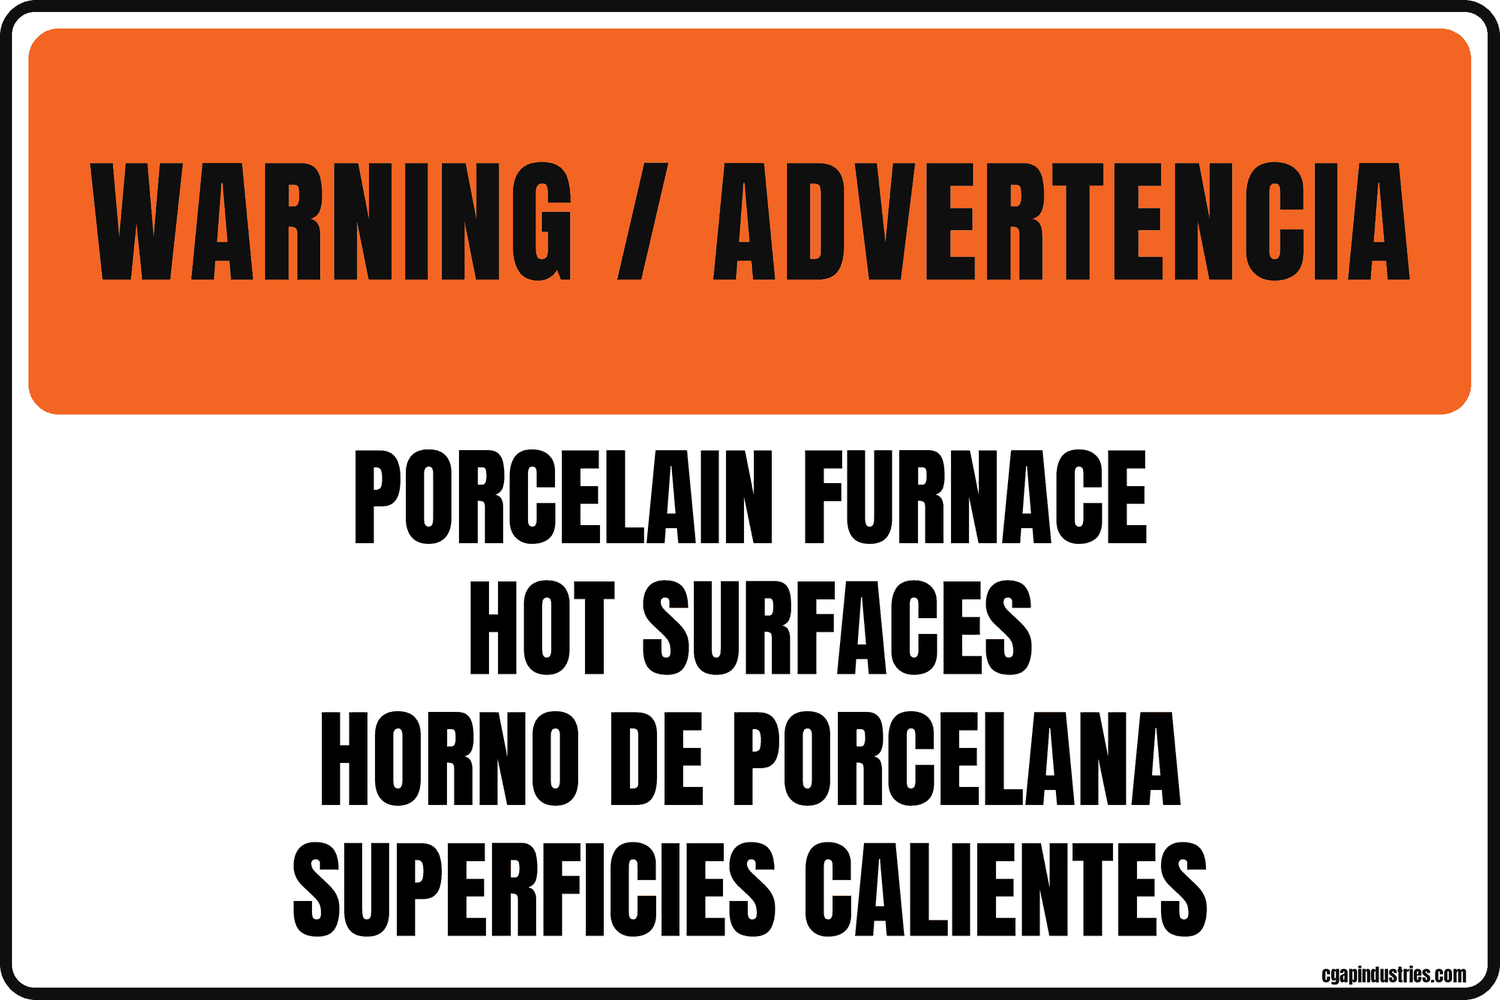 WARNING / ADVERTENCIA
PORCELAIN FURNACE
HOT SURFACES
HORNO DE PORCELANA
SUPERFICIES CALIENTES
cgapindustries.com